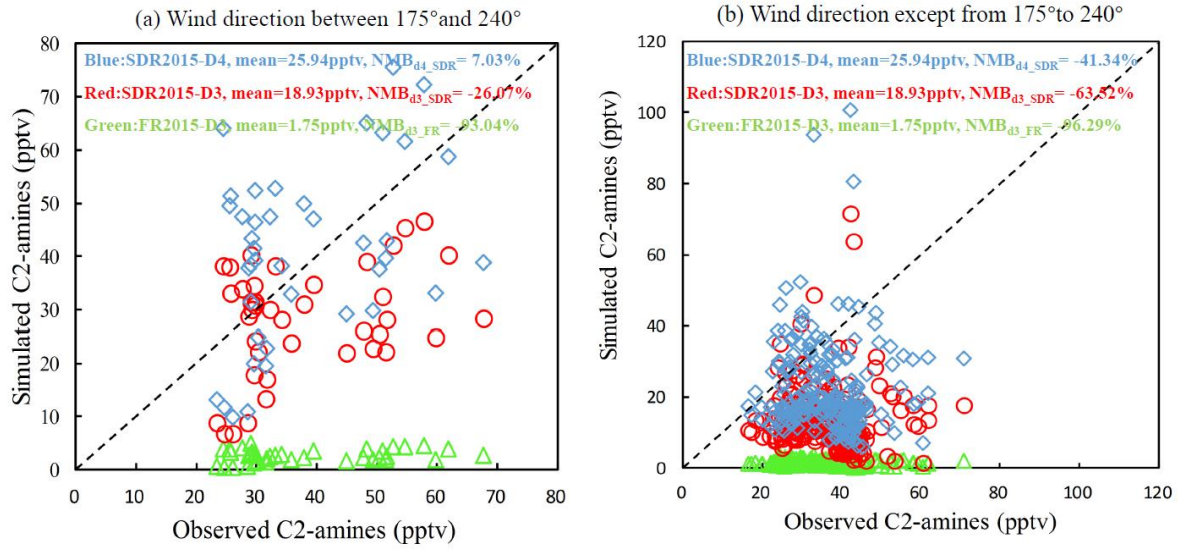 (a) Wind direction between 175°and 240°
Blue:SDR2015-D4, mean=25.94pptv, NMBd4_SDR= 7.03%
Red:SDR2015-D3, mean=18.93pptv, NMBd3_SDR= -26.07%
Green:FR2015-D3, mean=1.75pptv, NMBd3_FR= -93.04%
Simulated C2-amines (pptv)
80
70
60
50
40
30
20
10
0
0 10 20 30 40 50 60 70 80
Observed C2-amines (pptv)
(b) Wind direction except from 175°to 240°
Blue:SDR2015-D4, mean=25.94pptv, NMBd4_SDR= -41.34%
Red:SDR2015-D3, mean=18.93pptv, NMBd3_SDR= -63.52%
Green:FR2015-D3, mean=1.75pptv, NMBd3_FR= -96.29%
Simulated C2-amines (pptv)
120
100
80
60
40
20
0
0 20 40 60 80 100 120
Observed C2-amines (pptv)